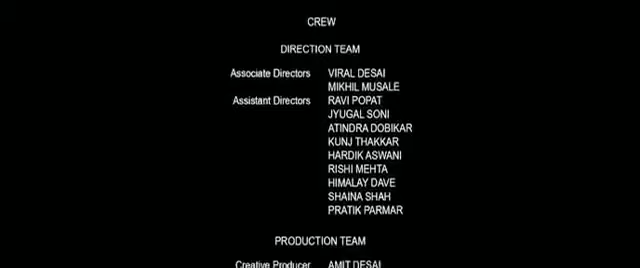 CREW
DIRECTION TEAM
Associate Directors VIRAL DESAI
MIKHIL MUSALE
Assistant Directors RAVI POPAT
JYUGAL SONI
ATINDRA DOBIKAR
KUNJ THAKKAR
HARDIK ASWANI
RISHI MEHTA
HIMALAY DAVE
SHAINA SHAH
PRATIK PARMAR
PRODUCTION TEAM
Creative Producer AMIT DESAI